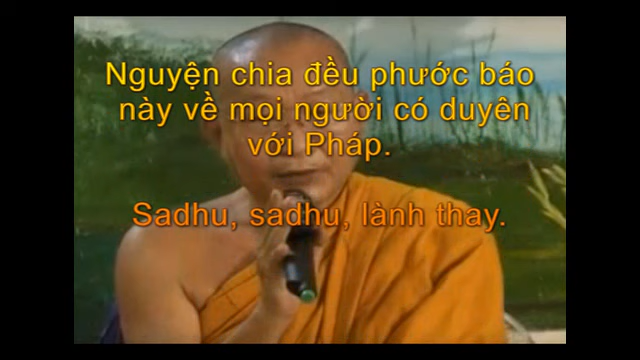 Nguyện chia đều phước báo
này về mọi người có duyên
với Pháp.
Sadhu, sadhu, lành thay.